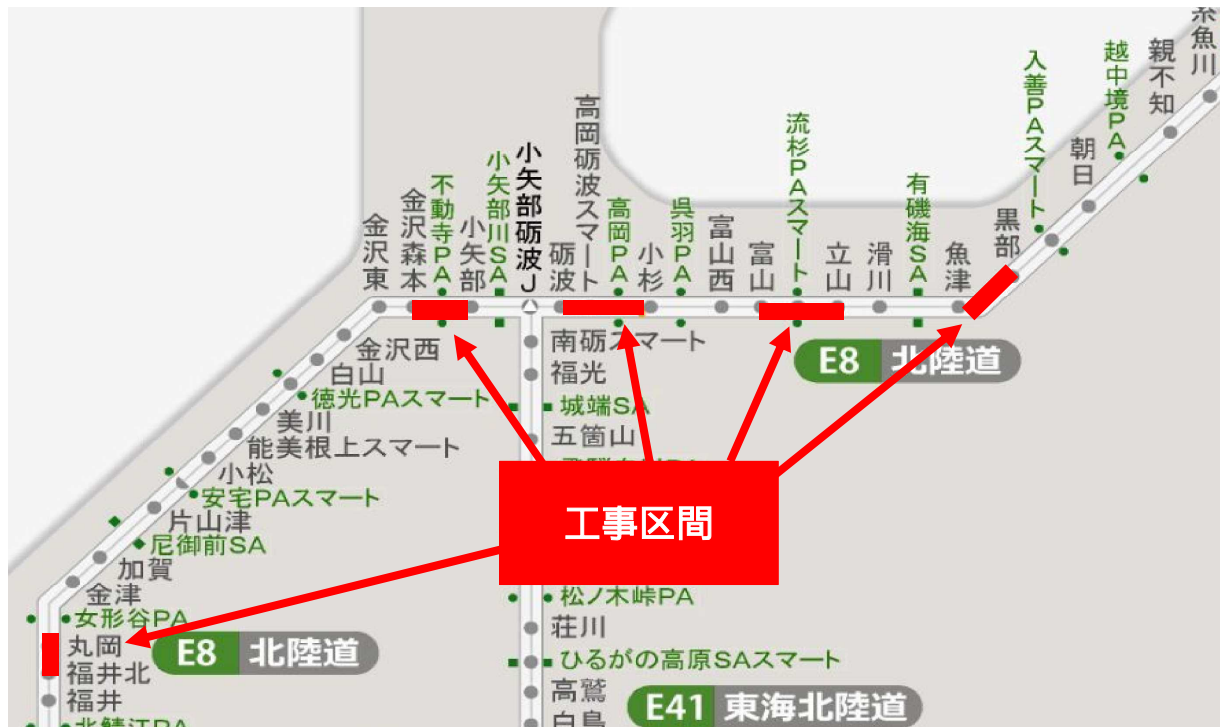 糸魚川
親不知
越中境PA
朝日
入善PAスマート
黒部
魚津
有磯海SA
滑川
立山
流杉PAスマート
富山
富山西
呉羽PA
小杉
高岡PA
高岡砺波スマート
砺波
小矢部砺波J
小矢部川SA
小矢部
不動寺PA
金沢森本
金沢東
金沢西
白山
徳光PAスマート
美川
能美根上スマート
小松
安宅PAスマート
片山津
尼御前SA
加賀
金津
女形谷PA
丸岡
福井北
福井
北鯖江PA
E8 北陸道
南砺スマート
福光
城端SA
五箇山
工事区間
松ノ木峠PA
荘川
ひるがの高原SAスマート
高鷲
白鳥
E41 東海北陸道
E8 北陸道